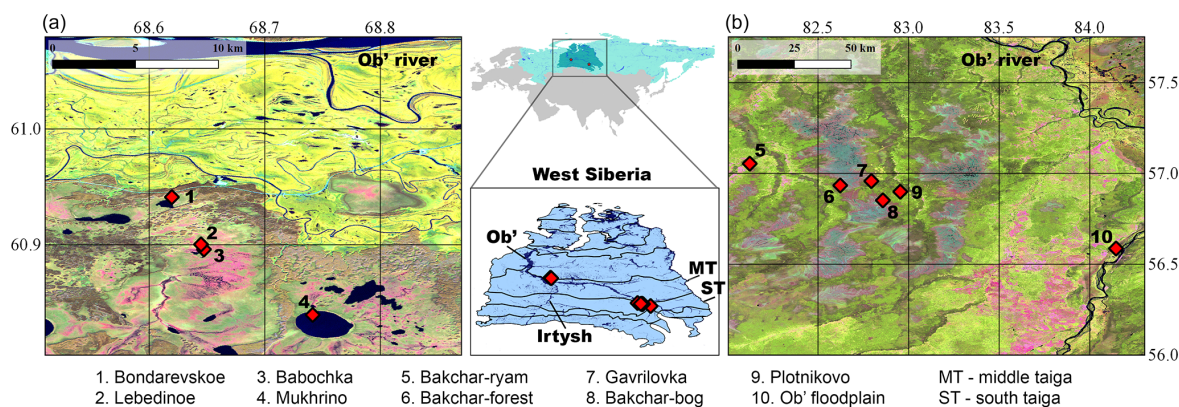 (a)
68.6 68.7 68.8
0 5 10 km
Ob' river
61.0
60.9
1
2
3
4
West Siberia
Ob'
MT
ST
Irtysh
(b)
82.5 83.0 83.5 84.0
0 25 50 km
Ob' river
57.5
57.0
56.5
56.0
5
6
7
8
9
10
1. Bondarevskoe 3. Babochka 5. Bakchar-ryam 7. Gavrilovka 9. Plotnikovo MT - middle taiga
2. Lebedinoe 4. Mukhrino 6. Bakchar-forest 8. Bakchar-bog 10. Ob' floodplain ST - south taiga